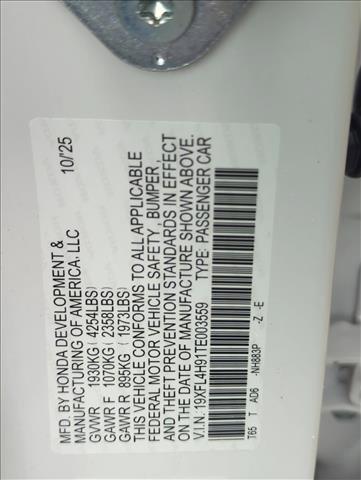 MFD. BY HONDA DEVELOPMENT &
MANUFACTURING OF AMERICA, LLC 10/'25
GVWR 1930KG (4254LBS)
GAWR F 1070KG (2358LBS)
GAWR R 895KG (1973LBS)
THIS VEHICLE CONFORMS TO ALL APPLICABLE
FEDERAL MOTOR VEHICLE SAFETY, BUMPER,
AND THEFT PREVENTION STANDARDS IN EFFECT
ON THE DATE OF MANUFACTURE SHOWN ABOVE.
V.I.N.: 19XFL4H91TE003559 TYPE: PASSENGER CAR
T65 T AD6 -NH883P -Z -E